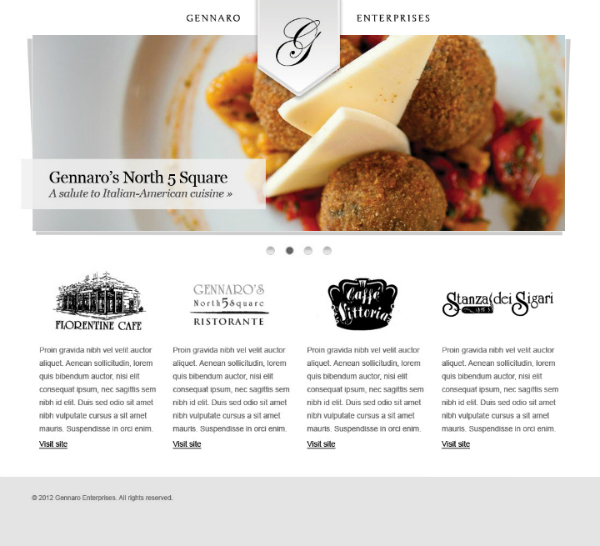 GENNARO
G
ENTERPRISES
Gennaro's North 5 Square
A salute to Italian-American cuisine »
FLORENTINE CAFE
GENNARO'S
North 5 Square
RISTORANTE
Caffé
Vittoria
Stanza dei Sigari
Proin gravida nibh vel velit auctor
aliquet. Aenean sollicitudin, lorem
quis bibendum auctor, nisi elit
consequat ipsum, nec sagittis sem
nibh id elit. Duis sed odio sit amet
nibh vulputate cursus a sit amet
mauris. Suspendisse in orci enim.
Visit site
Proin gravida nibh vel velit auctor
aliquet. Aenean sollicitudin, lorem
quis bibendum auctor, nisi elit
consequat ipsum, nec sagittis sem
nibh id elit. Duis sed odio sit amet
nibh vulputate cursus a sit amet
mauris. Suspendisse in orci enim.
Visit site
Proin gravida nibh vel velit auctor
aliquet. Aenean sollicitudin, lorem
quis bibendum auctor, nisi elit
consequat ipsum, nec sagittis sem
nibh id elit. Duis sed odio sit amet
nibh vulputate cursus a sit amet
mauris. Suspendisse in orci enim.
Visit site
Proin gravida nibh vel velit auctor
aliquet. Aenean sollicitudin, lorem
quis bibendum auctor, nisi elit
consequat ipsum, nec sagittis sem
nibh id elit. Duis sed odio sit amet
nibh vulputate cursus a sit amet
mauris. Suspendisse in orci enim.
Visit site
© 2012 Gennaro Enterprises. All rights reserved.